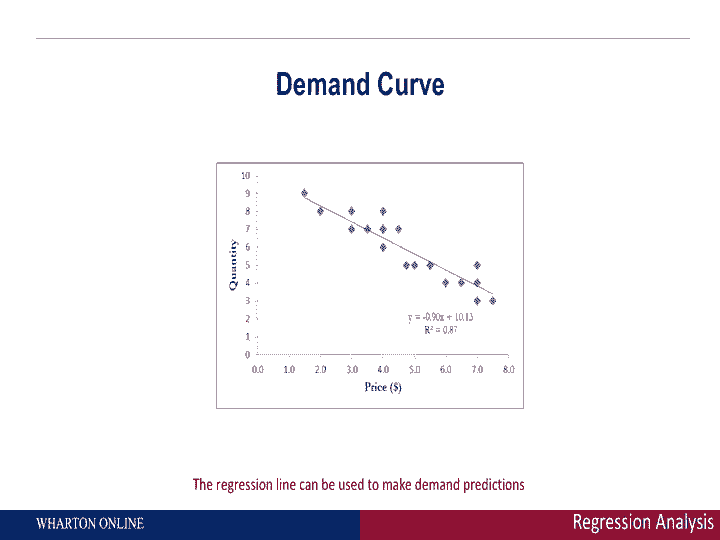 Demand Curve
10
9
8
7
6
5
4
3
2
1
0
Quantity
y = -0.90x + 10.13
R² = 0.87
0.0 1.0 2.0 3.0 4.0 5.0 6.0 7.0 8.0
Price ($)
The regression line can be used to make demand predictions
WHARTON ONLINE
Regression Analysis